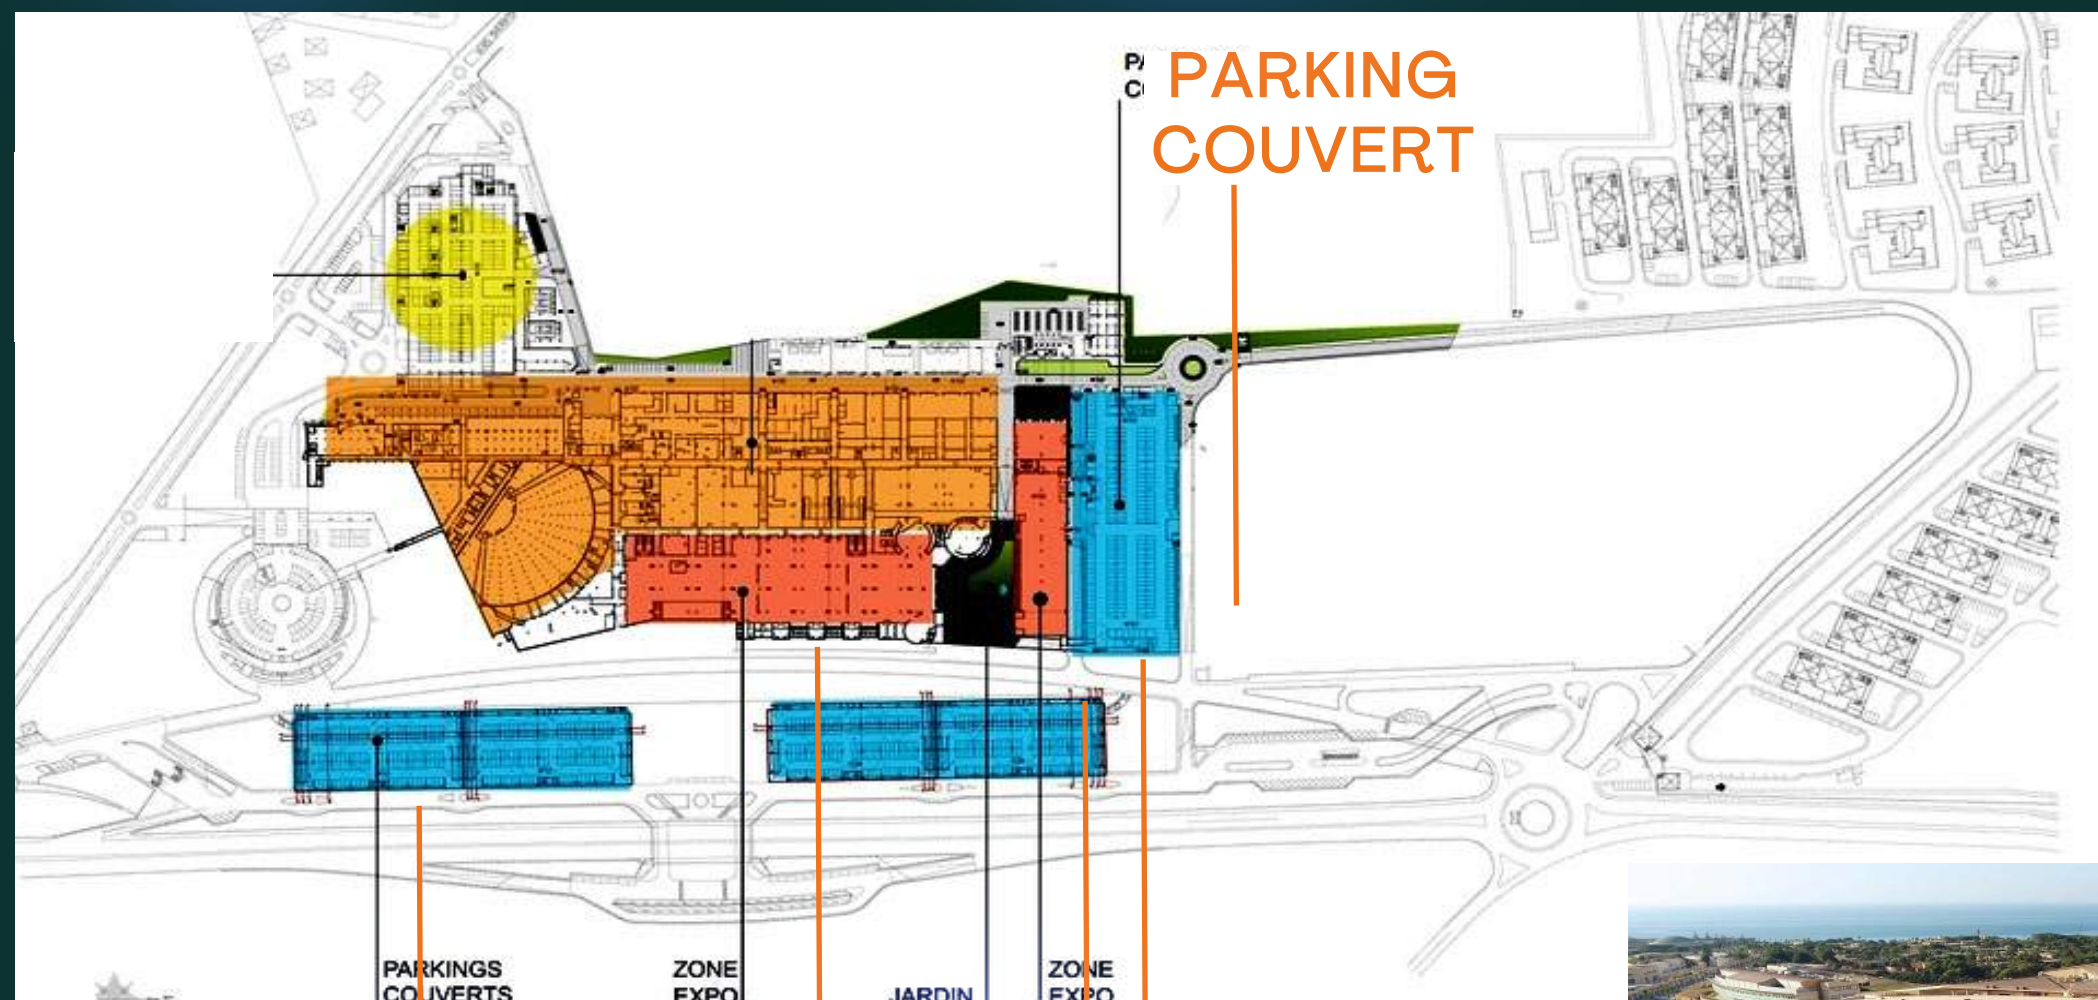 PARKING
COUVERT
PARKINGS
COUVERTS
ZONE
EXPO
JARDIN
ZONE
EXPO